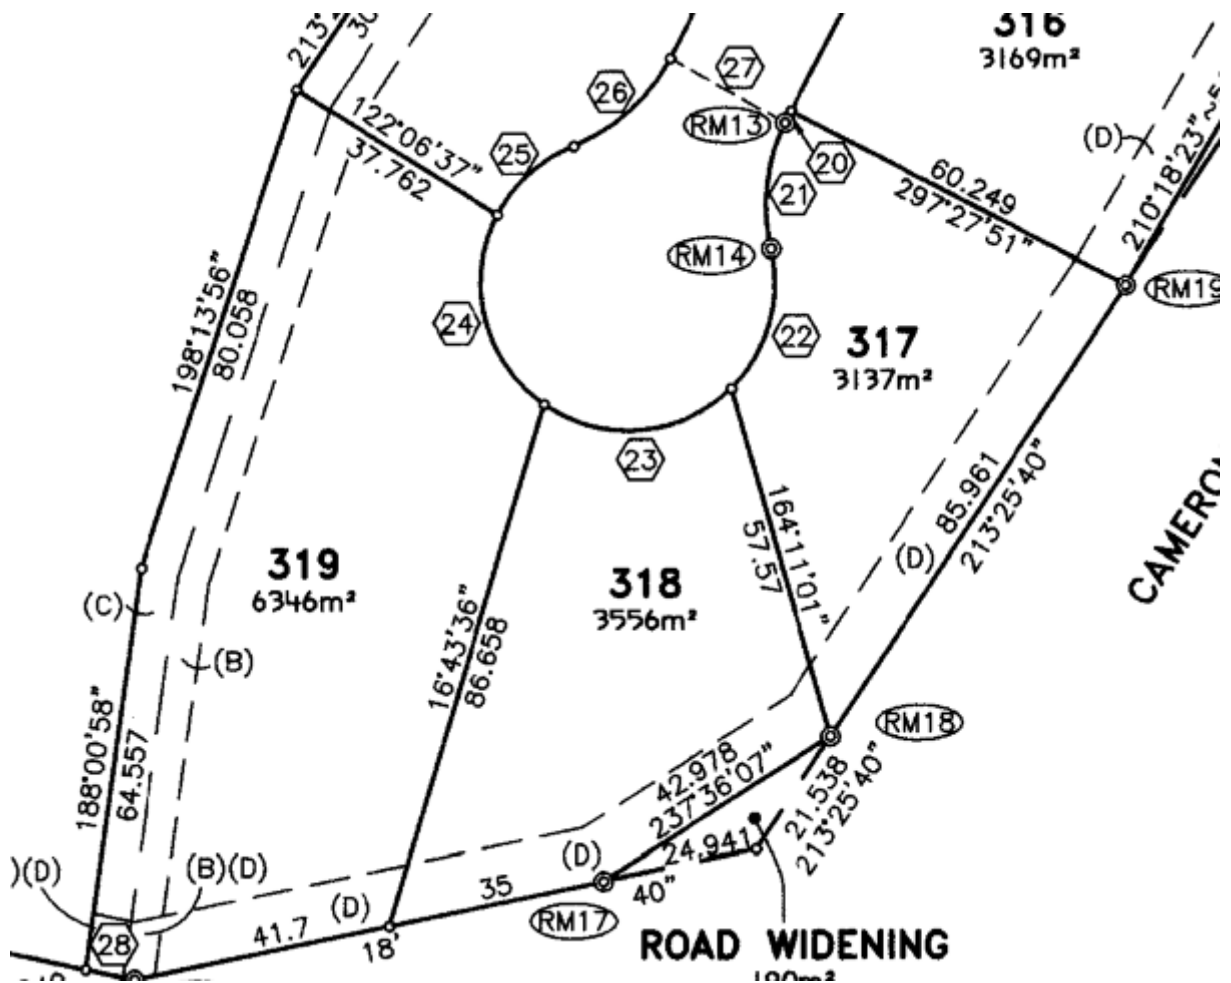 316
3169m²
27
26
RM13
122°06'37"
37.762
25
20
(D)
21
60.249
297°27'51"
210°18'23"
RM14
RM19
198°13'56"
80.058
24
22
317
3137m²
23
85.961
213°25'40"
(D)
164°11'01"
57.57
319
6346m²
318
3556m²
(C)
(B)
16°43'36"
86.658
188°00'58"
64.557
RM18
42.978
237°36'07"
21.538
213°25'40"
24.941
(D)
(D)
(B)(D)
35
40"
RM17
(D)
41.7
18'
28
ROAD WIDENING
190m²